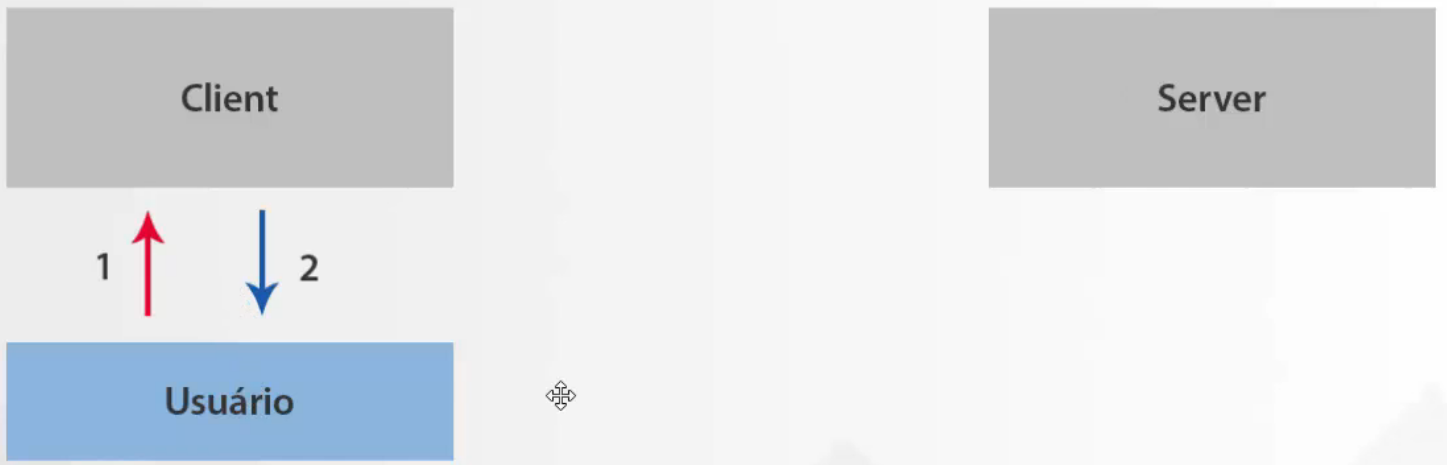 Client
Server
1
2
Usuário